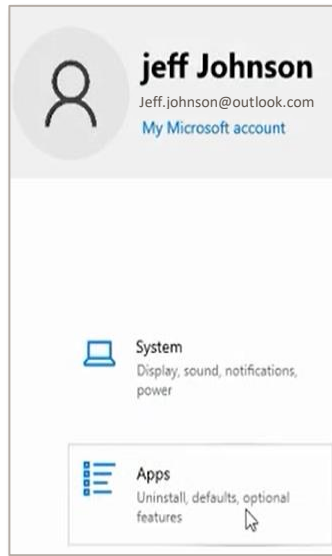 jeff Johnson
Jeff.johnson@outlook.com
My Microsoft account
System
Display, sound, notifications,
power
Apps
Uninstall, defaults, optional
features